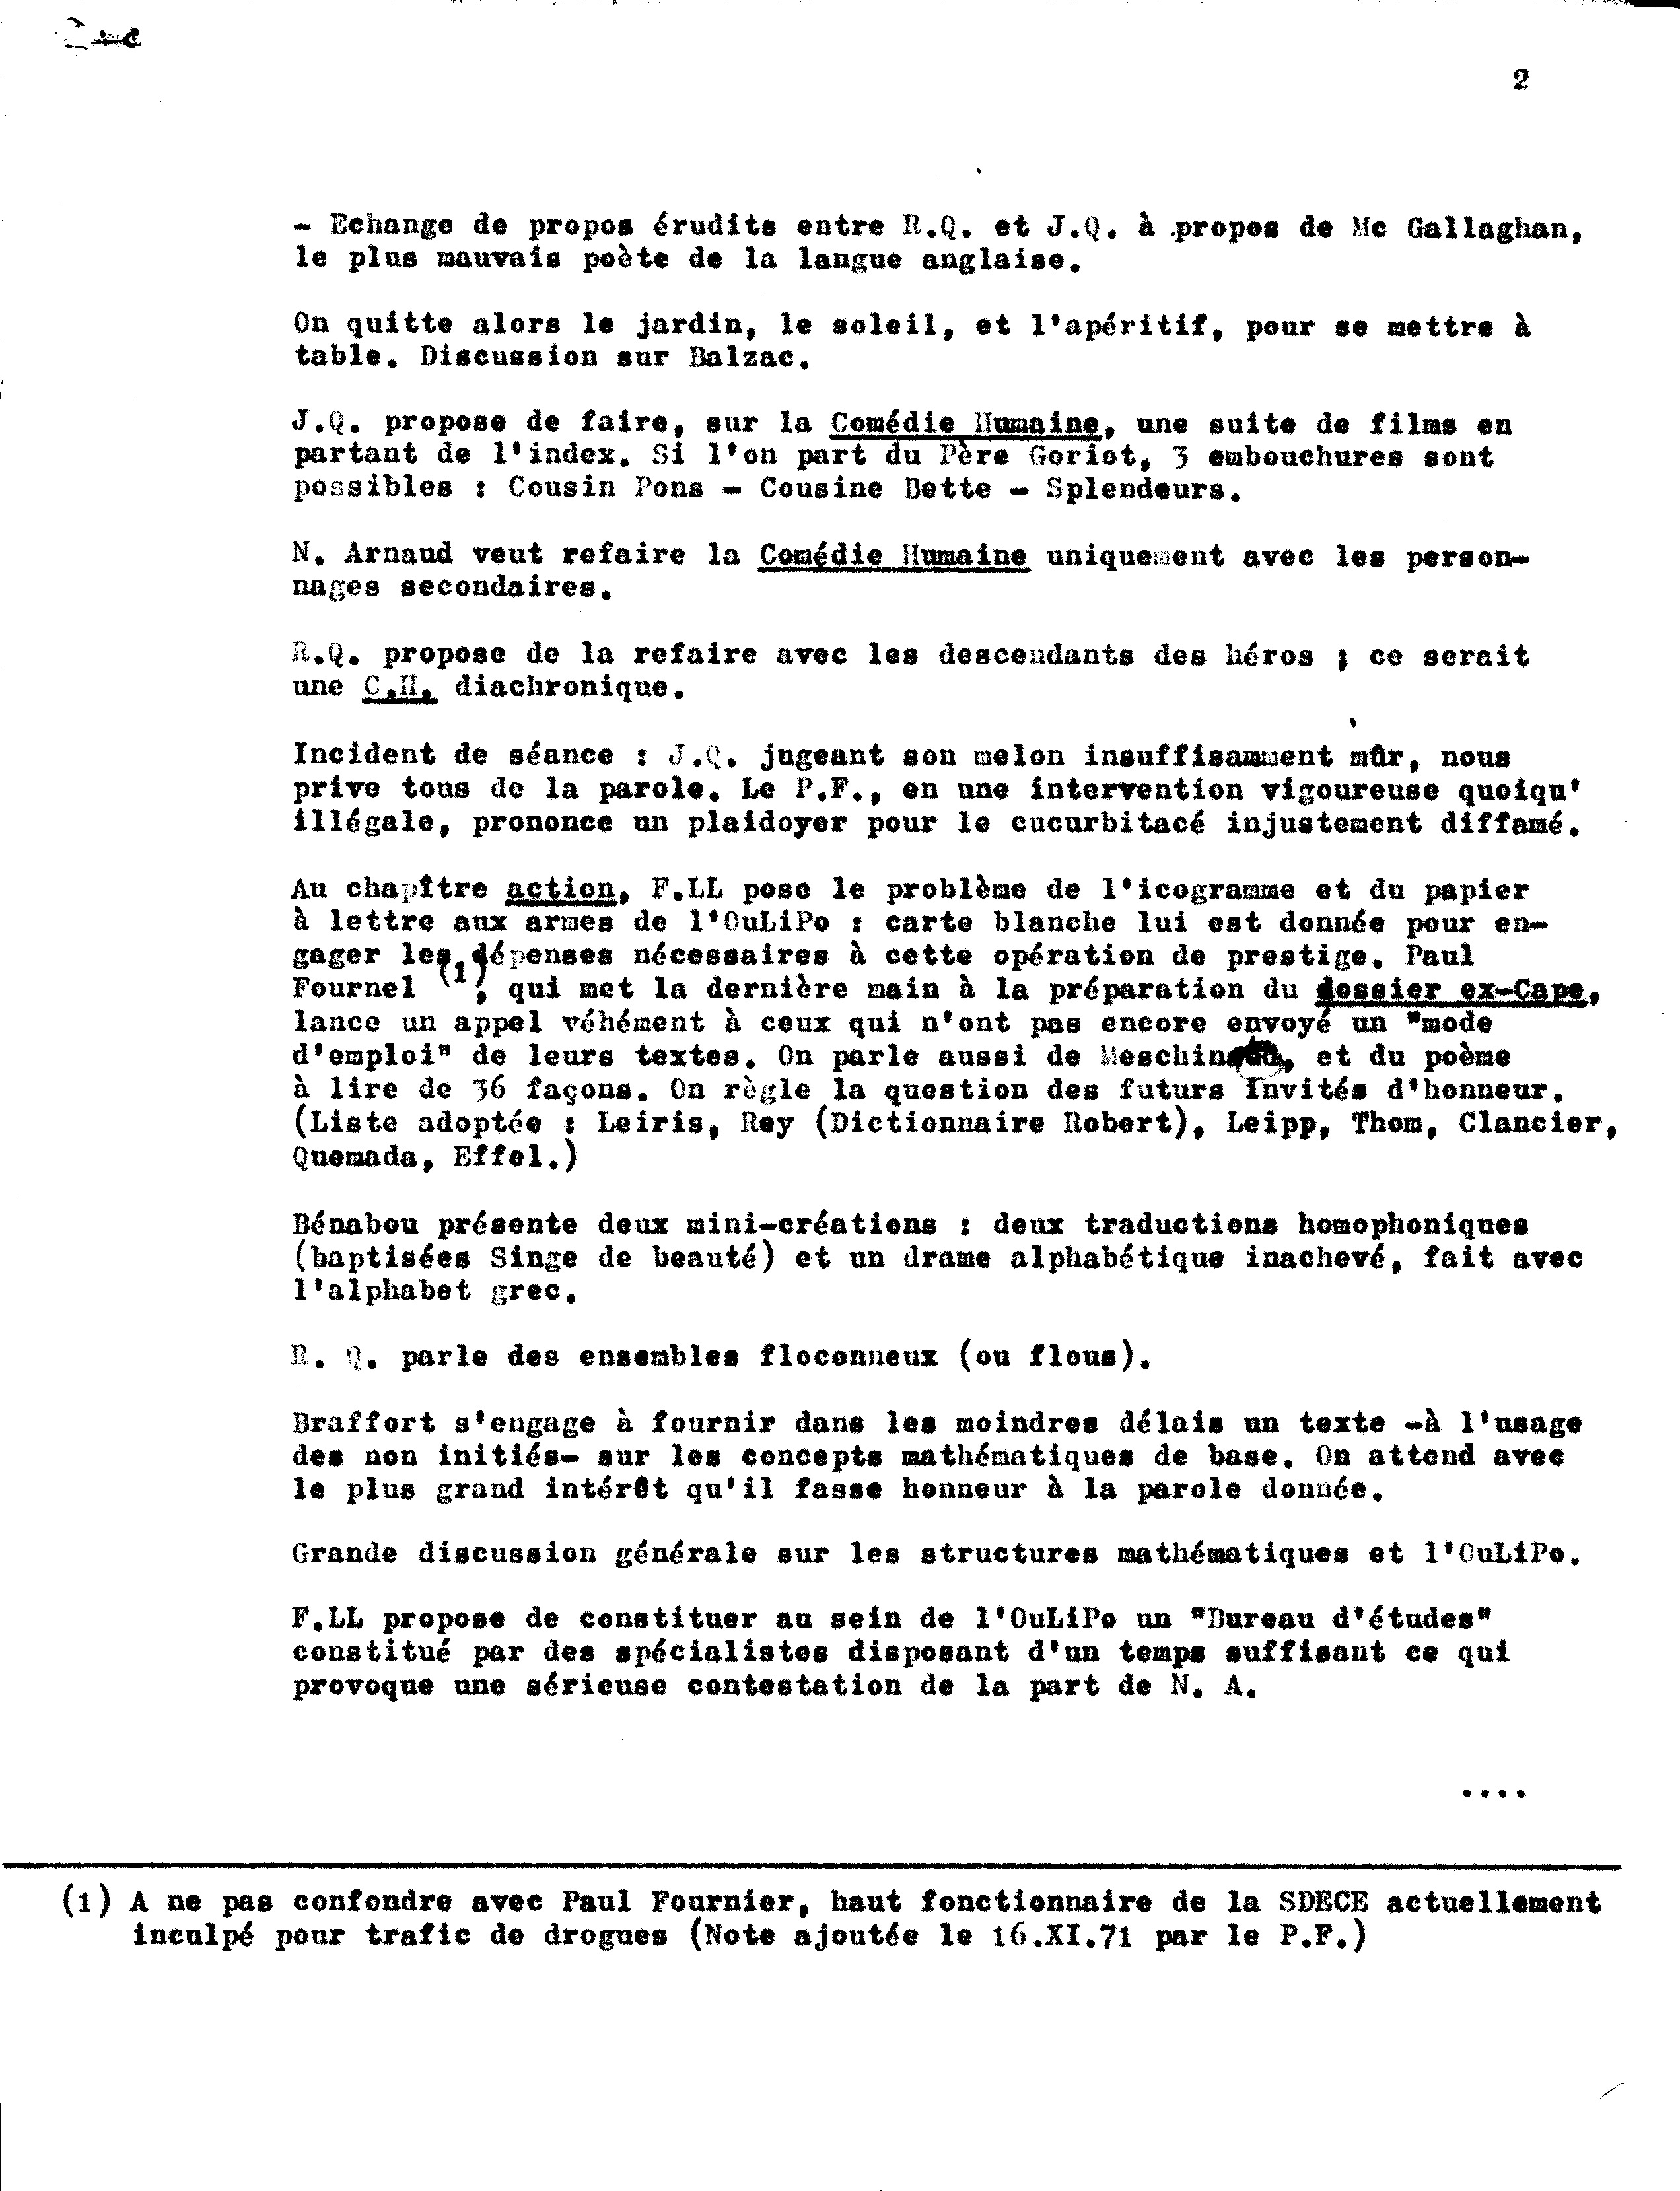 2
- Echange de propos érudits entre R.Q. et J.Q. à propos de Mc Gallaghan,
le plus mauvais poète de la langue anglaise.
On quitte alors le jardin, le soleil, et l'apéritif, pour se mettre à
table. Discussion sur Balzac.
J.Q. propose de faire, sur la Comédie Humaine, une suite de films en
partant de l'index. Si l'on part du Père Goriot, 3 embouchures sont
possibles : Cousin Pons - Cousine Bette - Splendeurs.
N. Arnaud veut refaire la Comédie Humaine uniquement avec les person-
nages secondaires.
R.Q. propose de la refaire avec les descendants des héros ; ce serait
une C.H. diachronique.
Incident de séance : J.Q. jugeant son melon insuffisamment mûr, nous
prive tous de la parole. Le P.F., en une intervention vigoureuse quoiqu'
illégale, prononce un plaidoyer pour le cucurbitacé injustement diffamé.
Au chapître action, F.LL pose le problème de l'icogramme et du papier
à lettre aux armes de l'OuLiPo : carte blanche lui est donnée pour en-
gager les dépenses nécessaires à cette opération de prestige. Paul
Fournel (1), qui met la dernière main à la préparation du dossier ex-Cape,
lance un appel véhément à ceux qui n'ont pas encore envoyé un "mode
d'emploi" de leurs textes. On parle aussi de et du poème
à lire de 36 façons. On règle la question des futurs invités d'honneur.
(Liste adoptée : Leiris, Rey (Dictionnaire Robert), Leipp, Thom, Clancier,
Quemada, Effel.)
Bénabou présente deux mini-créations : deux traductions homophoniques
(baptisées Singe de beauté) et un drame alphabétique inachevé, fait avec
l'alphabet grec.
R. Q. parle des ensembles floconneux (ou flous).
Braffort s'engage à fournir dans les moindres délais un texte -à l'usage
des non initiés- sur les concepts mathématiques de base. On attend avec
le plus grand intérêt qu'il fasse honneur à la parole donnée.
Grande discussion générale sur les structures mathématiques et l'OuLiPo.
F.LL propose de constituer au sein de l'OuLiPo un "Bureau d'études"
constitué par des spécialistes disposant d'un temps suffisant ce qui
provoque une sérieuse contestation de la part de N. A.
....
(1) A ne pas confondre avec Paul Fournier, haut fonctionnaire de la SDECE actuellement
inculpé pour trafic de drogues (Note ajoutée le 16.XI.71 par le P.F.)